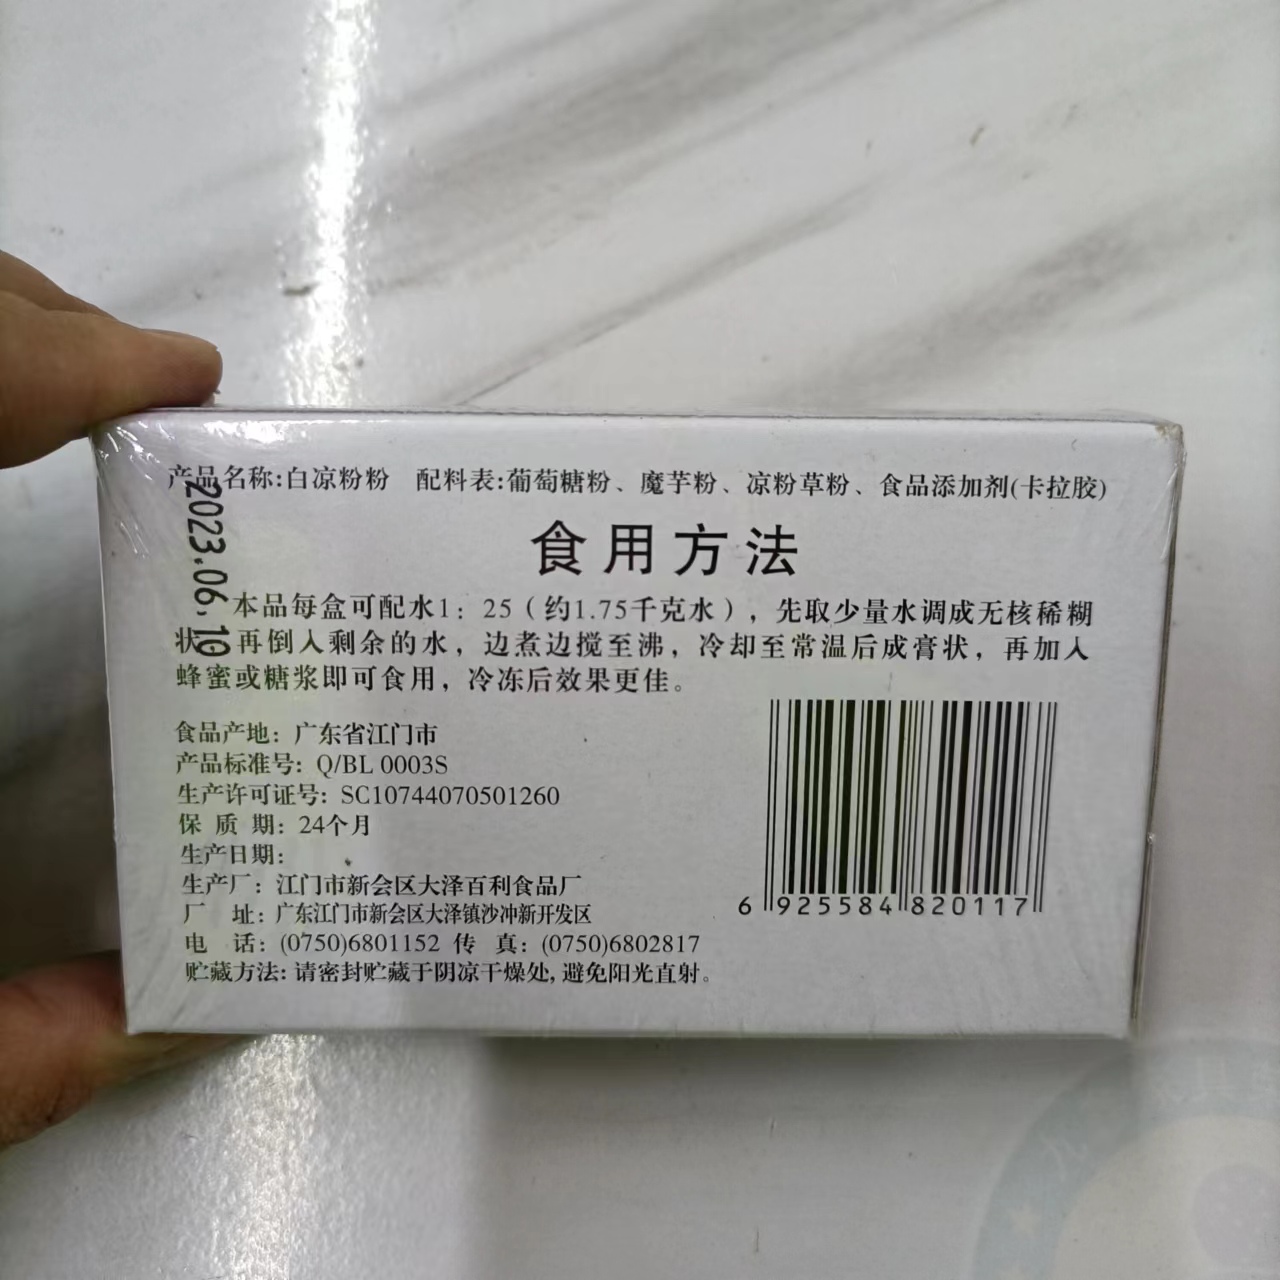 产品名称:白凉粉粉 配料表:葡萄糖粉、魔芋粉、凉粉草粉、食品添加剂(卡拉胶)
2023.06.10
食用方法
本品每盒可配水1：25（约1.75千克水），先取少量水调成无核稀糊
状，再倒入剩余的水，边煮边搅至沸，冷却至常温后成膏状，再加入
蜂蜜或糖浆即可食用，冷冻后效果更佳。
食品产地：广东省江门市
产品标准号：Q/BL 0003S
生产许可证号：SC10744070501260
保 质 期：24个月
生产日期：
生产厂：江门市新会区大泽百利食品厂
厂 址：广东江门市新会区大泽镇沙冲新开发区
电 话：(0750)6801152 传 真：(0750)6802817
贮藏方法：请密封贮藏于阴凉干燥处，避免阳光直射。
6 925584 820117